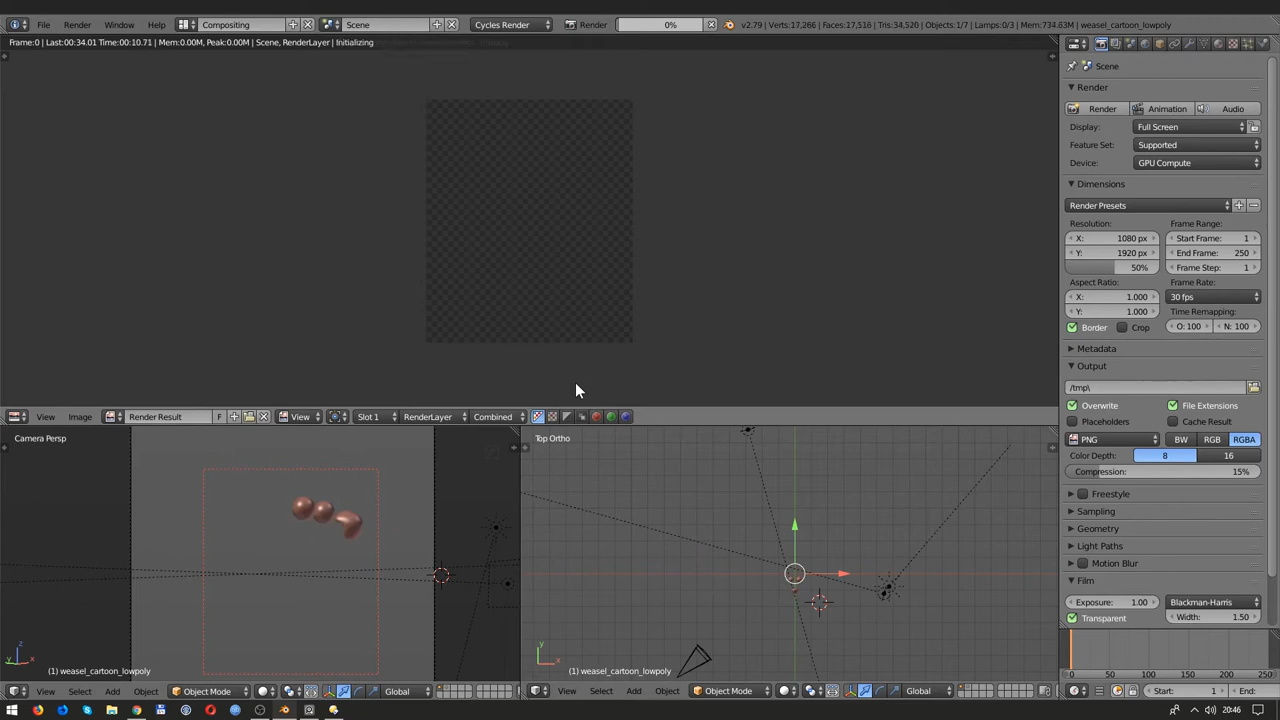 File Render Window Help Compositing Scene Cycles Render Render 0% v2.79 | Verts:17,266 | Faces:17,516 | Tris:34,520 | Objects:1/7 | Lamps:0/3 | Mem:734.63M | weasel_cartoon_lowpoly
Frame:0 | Last:00:34.01 Time:00:10.71 | Mem:0.00M, Peak:0.00M | Scene, RenderLayer | Initializing
Scene
Render
Render Animation Audio
Display: Full Screen
Feature Set: Supported
Device: GPU Compute
Dimensions
Render Presets
Resolution: Frame Range:
X: 1080 px Start Frame: 1
Y: 1920 px End Frame: 250
50% Frame Step: 1
Aspect Ratio: Frame Rate:
X: 1.000 30 fps
Y: 1.000 Time Remapping:
Border Crop O: 100 N: 100
Metadata
Output
/tmp\
Overwrite File Extensions
Placeholders Cache Result
PNG BW RGB RGBA
Color Depth: 8 16
Compression: 15%
Freestyle
Sampling
Geometry
Light Paths
Motion Blur
Film
Exposure: 1.00 Blackman-Harris
Transparent Width: 1.50
View Image Render Result F View Slot 1 RenderLayer Combined
Camera Persp
Top Ortho
(1) weasel_cartoon_lowpoly
(1) weasel_cartoon_lowpoly
View Select Add Object Object Mode Global
View Select Add Object Object Mode Global
0 50 100 150 200 250
Start: 1 End:
20:46